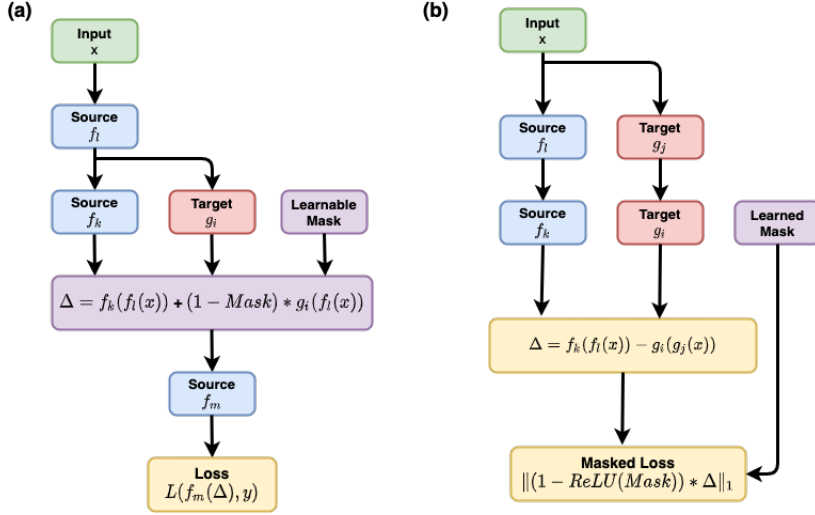 (a)
Input
x
Source
f_l
Source
f_k
Target
g_i
Learnable
Mask
Δ = f_k(f_l(x)) + (1 − Mask) * g_i(f_l(x))
Source
f_m
Loss
L(f_m(Δ), y)
(b)
Input
x
Source
f_l
Target
g_j
Source
f_k
Target
g_i
Learned
Mask
Δ = f_k(f_l(x)) − g_i(g_j(x))
Masked Loss
‖(1 − ReLU(Mask)) * Δ‖_1